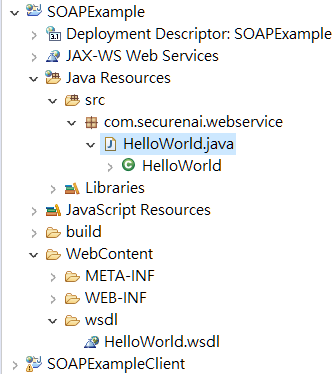 SOAPExample
Deployment Descriptor: SOAPExample
JAX-WS Web Services
Java Resources
src
com.securenai.webservice
HelloWorld.java
HelloWorld
Libraries
JavaScript Resources
build
WebContent
META-INF
WEB-INF
wsdl
HelloWorld.wsdl
SOAPExampleClient